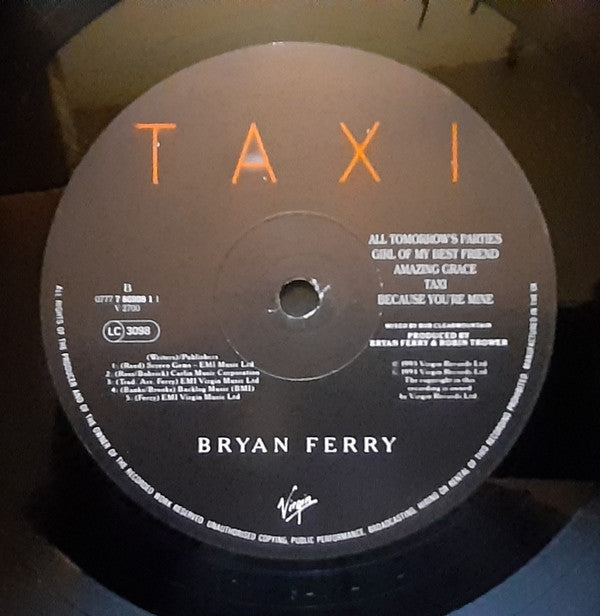 TAXI
ALL TOMORROW'S PARTIES
GIRL OF MY BEST FRIEND
AMAZING GRACE
TAXI
BECAUSE YOU'RE MINE
MIXED BY BOB CLEARMOUNTAIN
PRODUCED BY
BRYAN FERRY & ROBIN TROWER
℗ 1993 Virgin Records Ltd
© 1993 Virgin Records Ltd
The copyright in this
recording is owned
by Virgin Records Ltd
B
0777 7 80908 1 1
V 2700
LC 3098
(Writers)/Publishers
1: (Reed) Screen Gems - EMI Music Ltd
2: (Ross/Bobrick) Carlin Music Corporation
3: (Trad. Arr. Ferry) EMI Virgin Music Ltd
4: (Banks/Brooks) Backlog Music (BMI)
5: (Ferry) EMI Virgin Music Ltd
BRYAN FERRY
Virgin
ALL RIGHTS OF THE PRODUCER AND OF THE OWNER OF THE RECORDED WORK RESERVED. UNAUTHORISED COPYING, PUBLIC PERFORMANCE, BROADCASTING, HIRING OR RENTAL OF THIS RECORDING PROHIBITED. MANUFACTURED IN THE UK